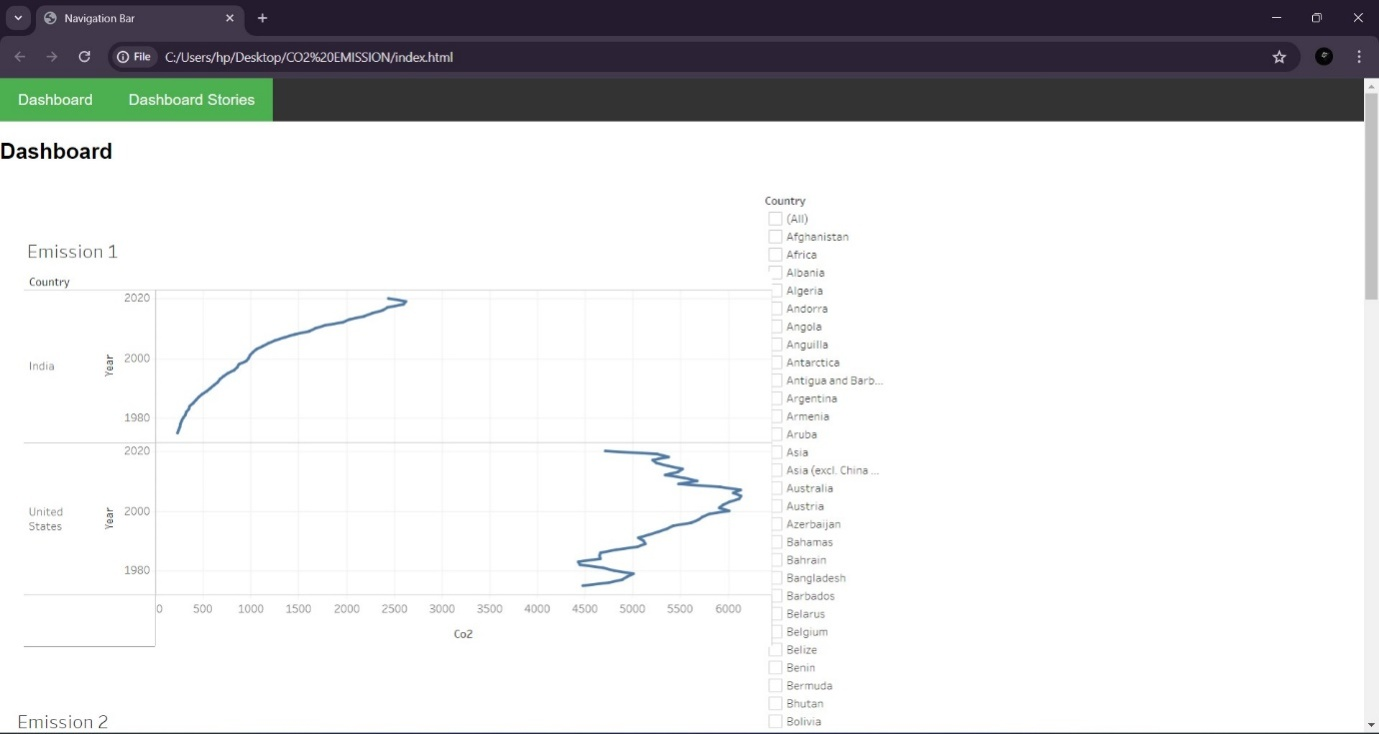 Navigation Bar
File C:/Users/hp/Desktop/CO2%20EMISSION/index.html
Dashboard Dashboard Stories
Dashboard
Emission 1
Country
India
Year
2020
2000
1980
United
States
Year
2020
2000
1980
0 500 1000 1500 2000 2500 3000 3500 4000 4500 5000 5500 6000
Co2
Emission 2
Country
(All)
Afghanistan
Africa
Albania
Algeria
Andorra
Angola
Anguilla
Antarctica
Antigua and Barb...
Argentina
Armenia
Aruba
Asia
Asia (excl. China ...
Australia
Austria
Azerbaijan
Bahamas
Bahrain
Bangladesh
Barbados
Belarus
Belgium
Belize
Benin
Bermuda
Bhutan
Bolivia